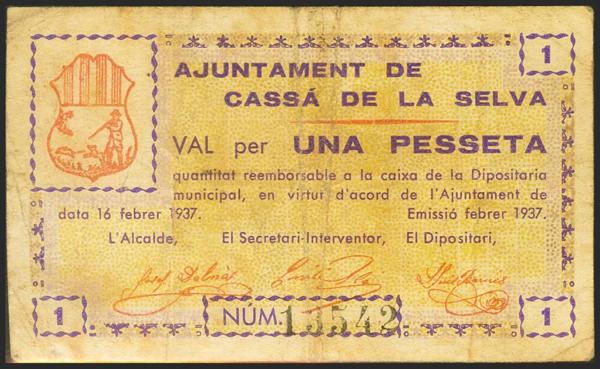 1
AJUNTAMENT DE
CASSÁ DE LA SELVA
VAL per UNA PESSETA
quantitat reemborsable a la caixa de la Dipositaria
municipal, en virtut d'acord de l'Ajuntament de
data 16 febrer 1937. Emissió febrer 1937.
L'Alcalde, El Secretari-Interventor, El Dipositari,
Josep Dalmau
1 NÚM. 13542 1